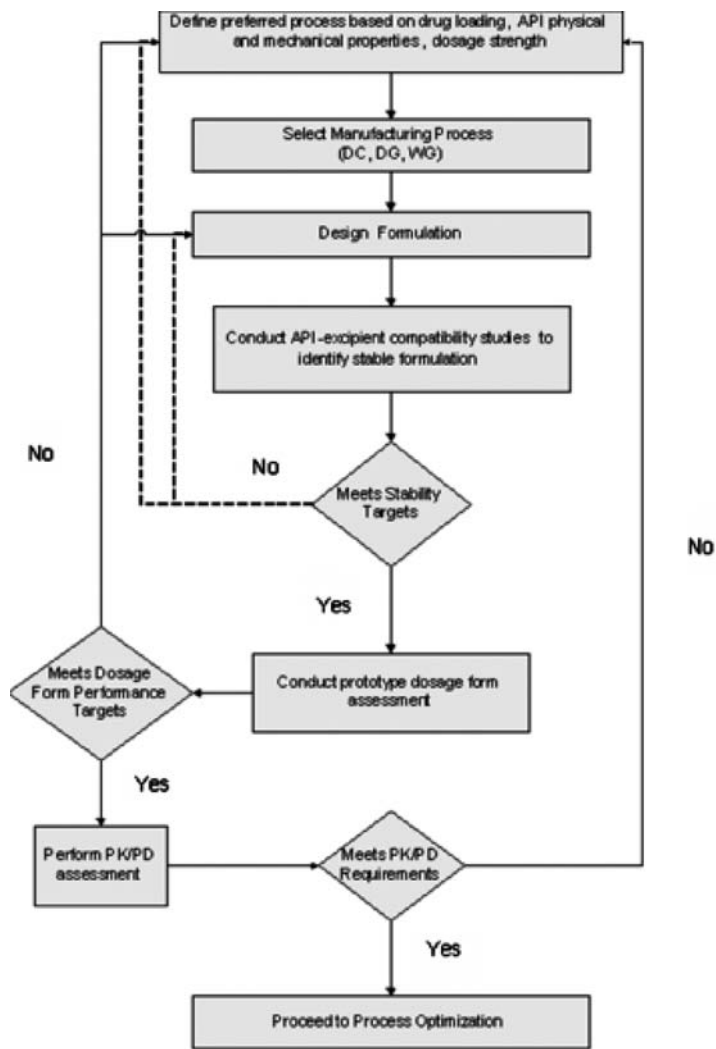 Define preferred process based on drug loading, API physical
and mechanical properties, dosage strength
Select Manufacturing Process
(DC, DG, WG)
Design Formulation
Conduct API-excipient compatibility studies to
identify stable formulation
No
No
Meets Stability
Targets
No
Yes
Meets Dosage
Form Performance
Targets
Conduct prototype dosage form
assessment
Yes
Perform PK/PD
assessment
Meets PK/PD
Requirements
Yes
Proceed to Process Optimization